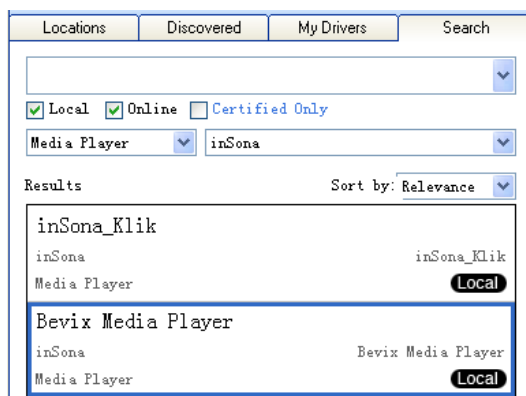 Locations Discovered My Drivers Search
Local Online Certified Only
Media Player inSona
Results Sort by: Relevance
inSona_Klik
inSona inSona_Klik
Media Player Local
Bevix Media Player
inSona Bevix Media Player
Media Player Local